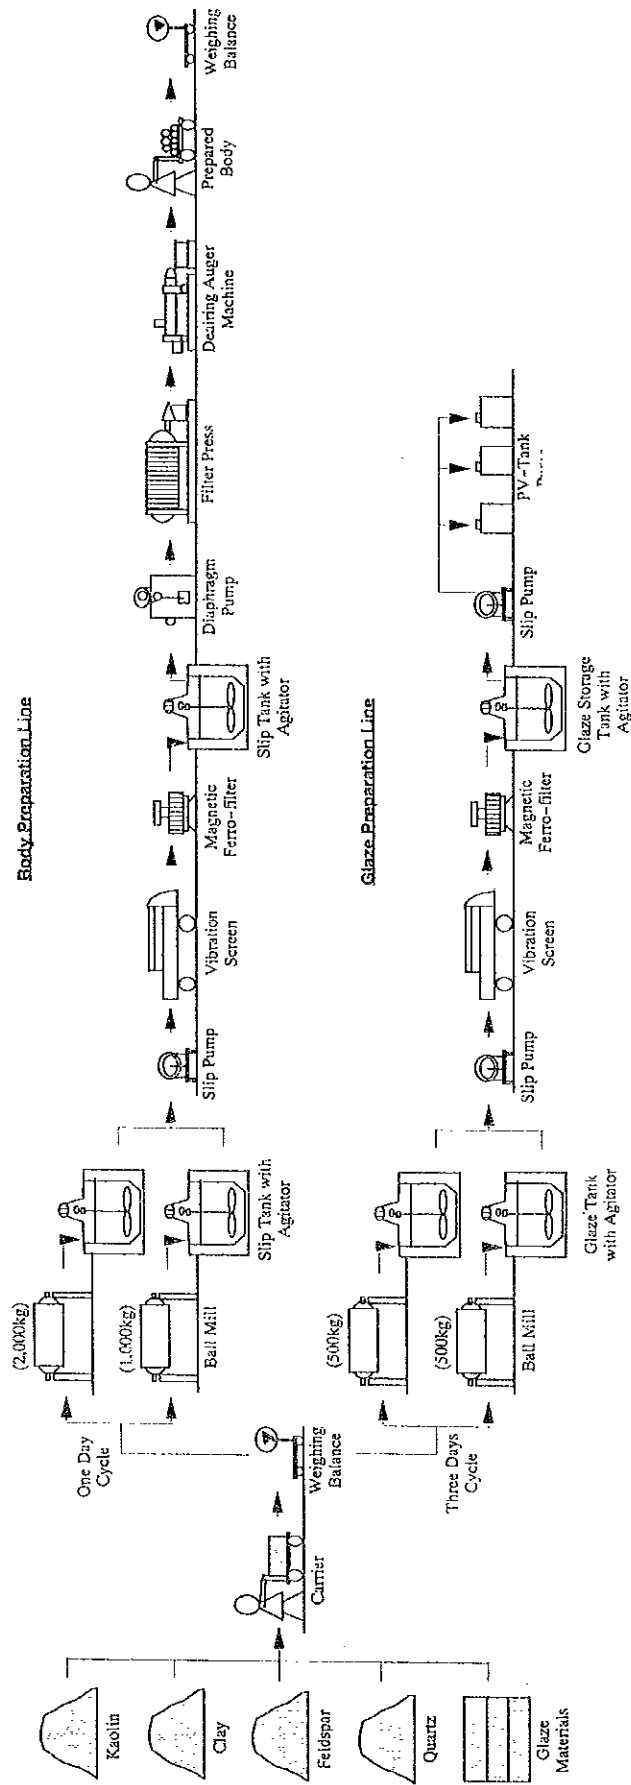 Body Preparation Line
Kaolin
Clay
Feldspar
Quartz
Glaze
Materials
Carrier
Weighing
Balance
One Day
Cycle
(2,000kg)
(1,000kg)
Ball Mill
Slip Tank with
Agitator
Slip Pump
Vibration
Screen
Magnetic
Ferro-filter
Slip Tank with
Agitator
Diaphragm
Pump
Filter Press
Deairing Auger
Machine
Prepared
Body
Weighing
Balance
Glaze Preparation Line
Three Days
Cycle
(500kg)
(500kg)
Ball Mill
Glaze Tank
with Agitator
Slip Pump
Vibration
Screen
Magnetic
Ferro-filter
Glaze Storage
Tank with
Agitator
Slip Pump
PV-Tank